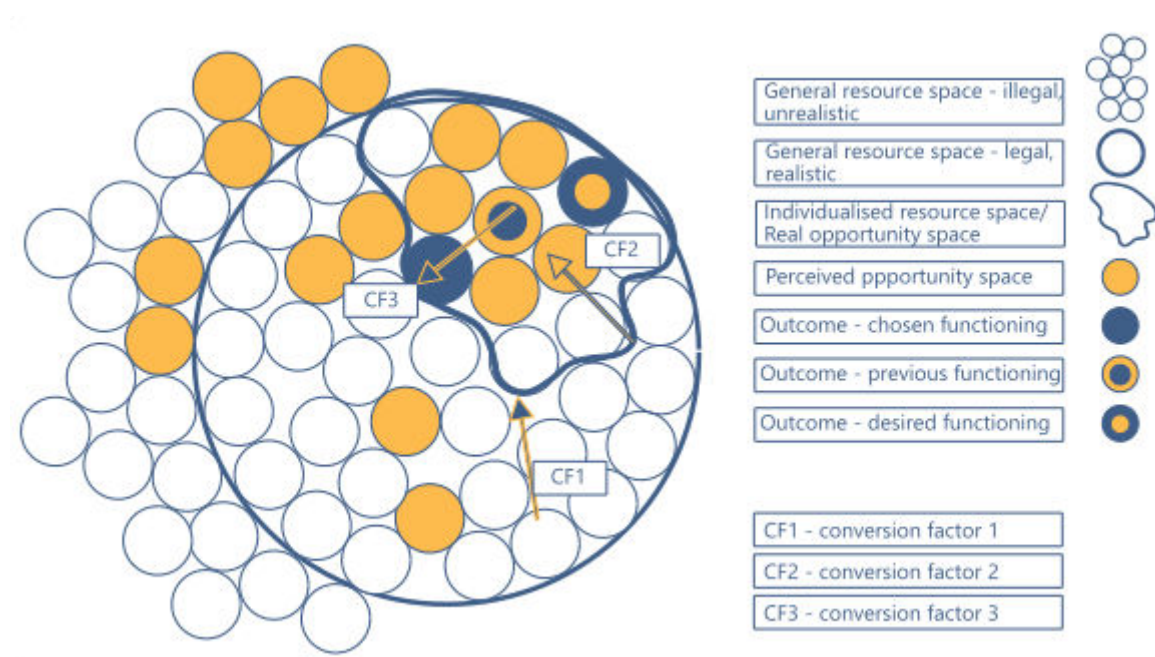 General resource space - illegal,
unrealistic
General resource space - legal,
realistic
Individualised resource space/
Real opportunity space
Perceived ppportunity space
Outcome - chosen functioning
Outcome - previous functioning
Outcome - desired functioning
CF2
CF3
CF1
CF1 - conversion factor 1
CF2 - conversion factor 2
CF3 - conversion factor 3